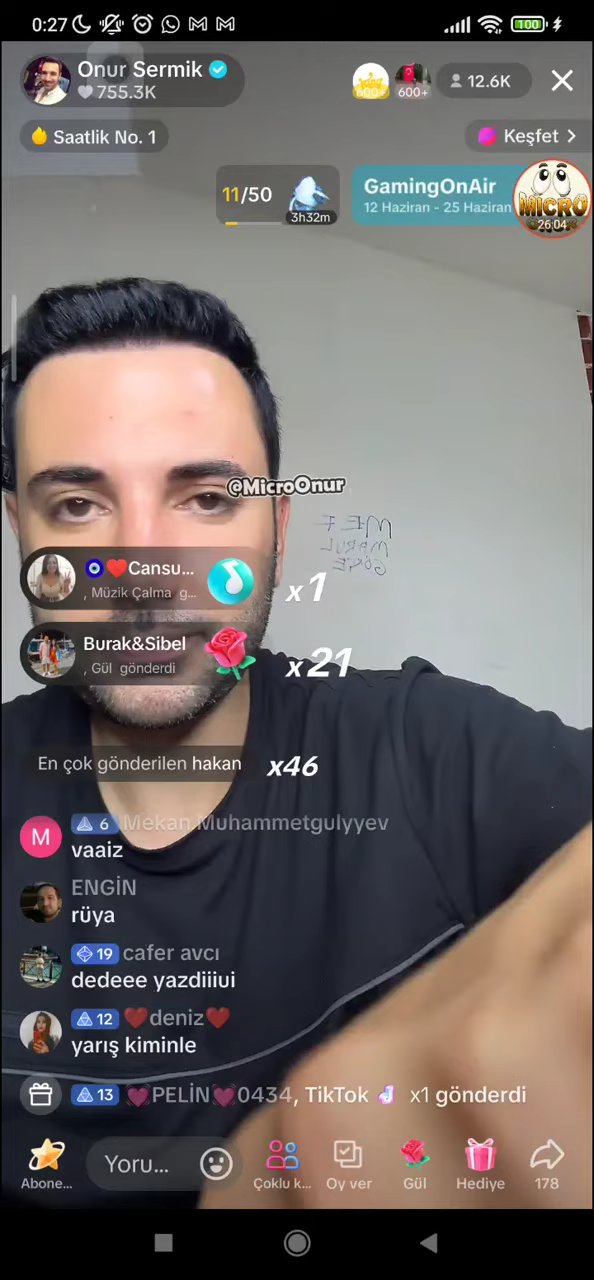 0:27
100
Onur Sermik
755.3K
600+
600+
12.6K
Saatlik No. 1
Keşfet
11/50
3h32m
GamingOnAir
12 Haziran - 25 Haziran
MICRO
26:04
@MicroOnur
Cansu...
, Müzik Çalma g...
x1
Burak&Sibel
, Gül gönderdi
x21
En çok gönderilen hakan
x46
M
6 Mekan.Muhammetgulyyev
vaaiz
ENGİN
rüya
19 cafer avcı
dedeee yazdiiiui
12 deniz
yarış kiminle
13 PELİN 0434, TikTok x1 gönderdi
Abone...
Yoru...
Çoklu k...
Oy ver
Gül
Hediye
178